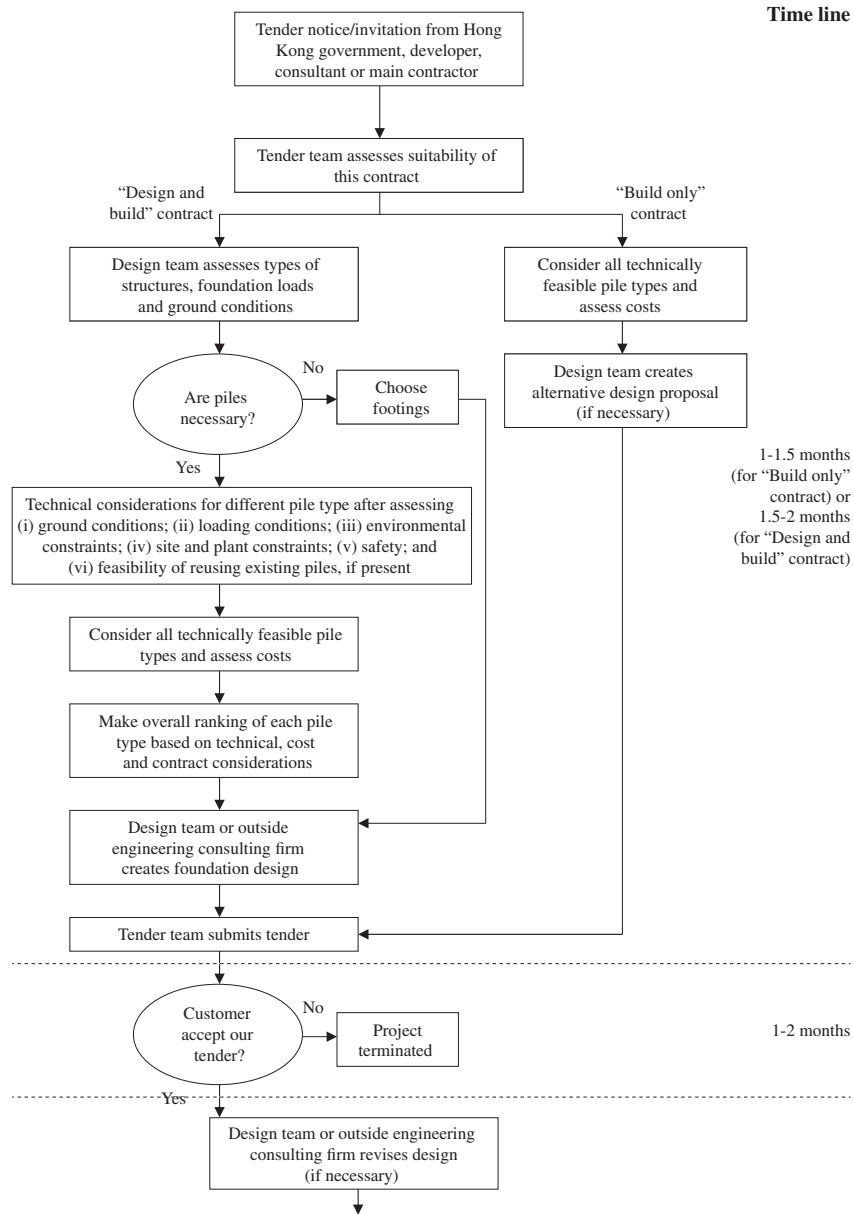 Time line
Tender notice/invitation from Hong
Kong government, developer,
consultant or main contractor
Tender team assesses suitability of
this contract
“Design and
build” contract
“Build only”
contract
Design team assesses types of
structures, foundation loads
and ground conditions
Consider all technically
feasible pile types and
assess costs
Are piles
necessary?
No
Choose
footings
Design team creates
alternative design proposal
(if necessary)
Yes
1-1.5 months
(for “Build only”
contract) or
1.5-2 months
(for “Design and
build” contract)
Technical considerations for different pile type after assessing
(i) ground conditions; (ii) loading conditions; (iii) environmental
constraints; (iv) site and plant constraints; (v) safety; and
(vi) feasibility of reusing existing piles, if present
Consider all technically feasible pile
types and assess costs
Make overall ranking of each pile
type based on technical, cost
and contract considerations
Design team or outside
engineering consulting firm
creates foundation design
Tender team submits tender
Customer
accept our
tender?
No
Project
terminated
1-2 months
Yes
Design team or outside engineering
consulting firm revises design
(if necessary)